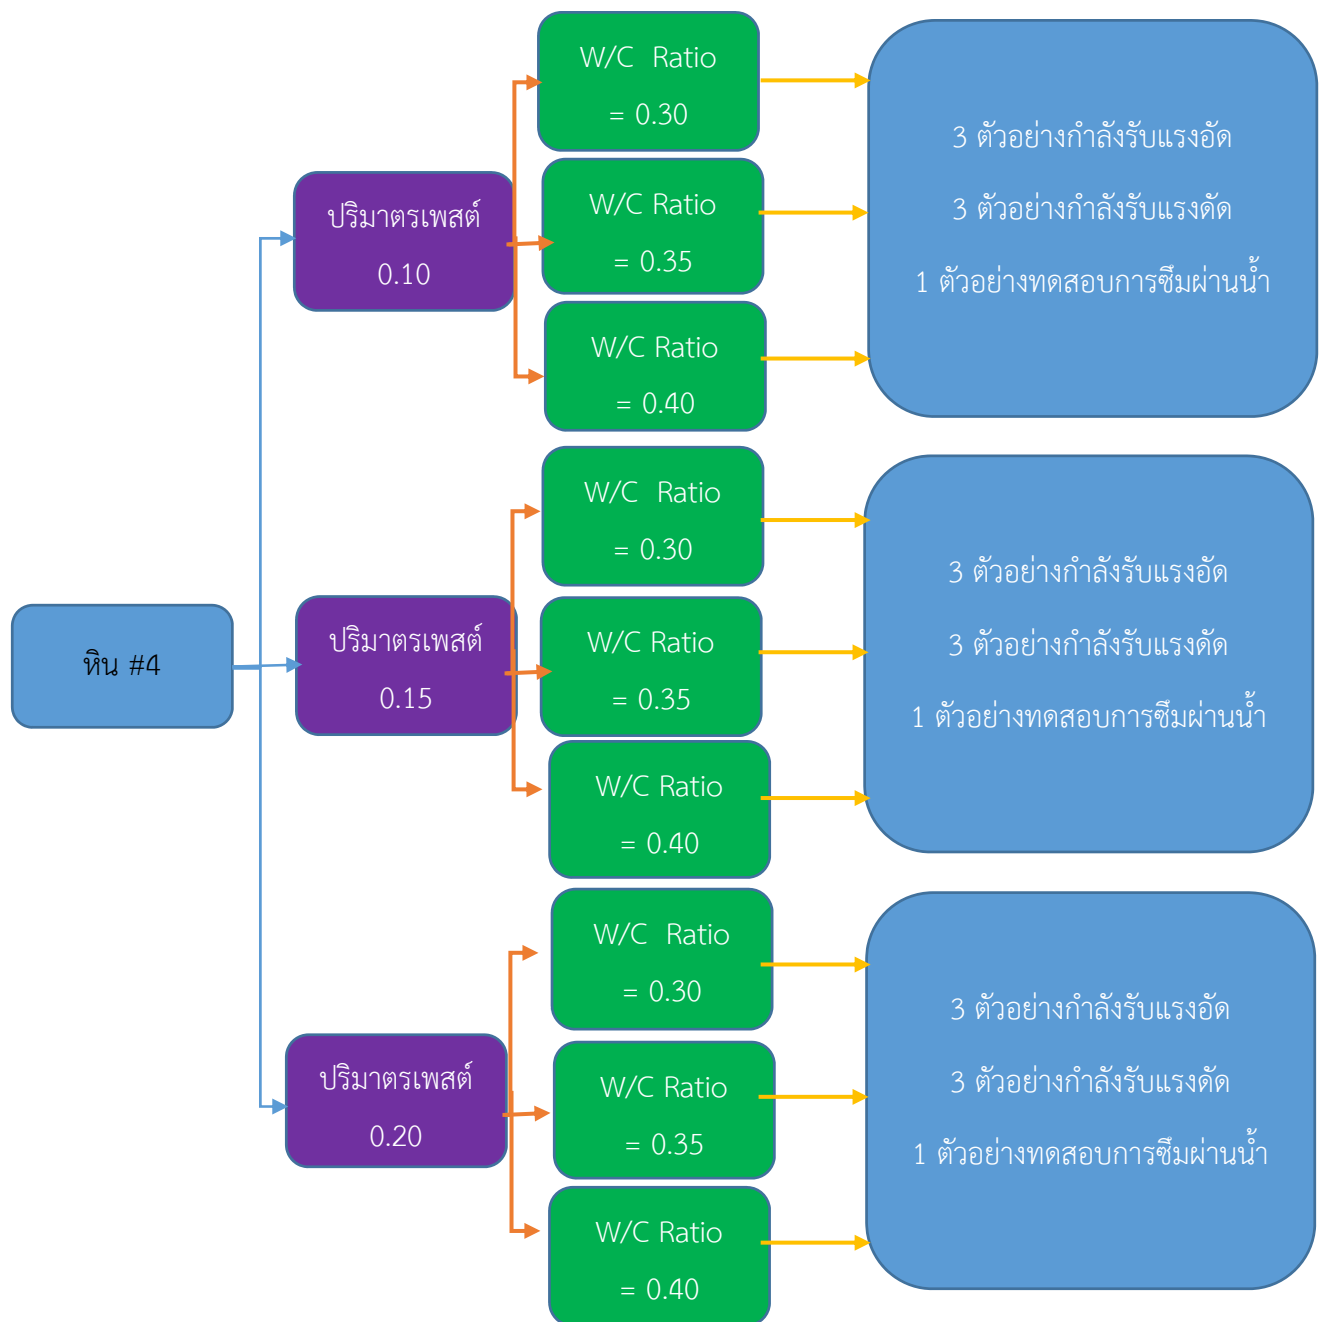 หิน #4
ปริมาตรเพสต์
0.10
W/C  Ratio
= 0.30
W/C Ratio
= 0.35
W/C Ratio
= 0.40
3 ตัวอย่างกำลังรับแรงอัด
3 ตัวอย่างกำลังรับแรงดัด
1 ตัวอย่างทดสอบการซึมผ่านน้ำ
ปริมาตรเพสต์
0.15
W/C  Ratio
= 0.30
W/C Ratio
= 0.35
W/C Ratio
= 0.40
3 ตัวอย่างกำลังรับแรงอัด
3 ตัวอย่างกำลังรับแรงดัด
1 ตัวอย่างทดสอบการซึมผ่านน้ำ
ปริมาตรเพสต์
0.20
W/C  Ratio
= 0.30
W/C Ratio
= 0.35
W/C Ratio
= 0.40
3 ตัวอย่างกำลังรับแรงอัด
3 ตัวอย่างกำลังรับแรงดัด
1 ตัวอย่างทดสอบการซึมผ่านน้ำ